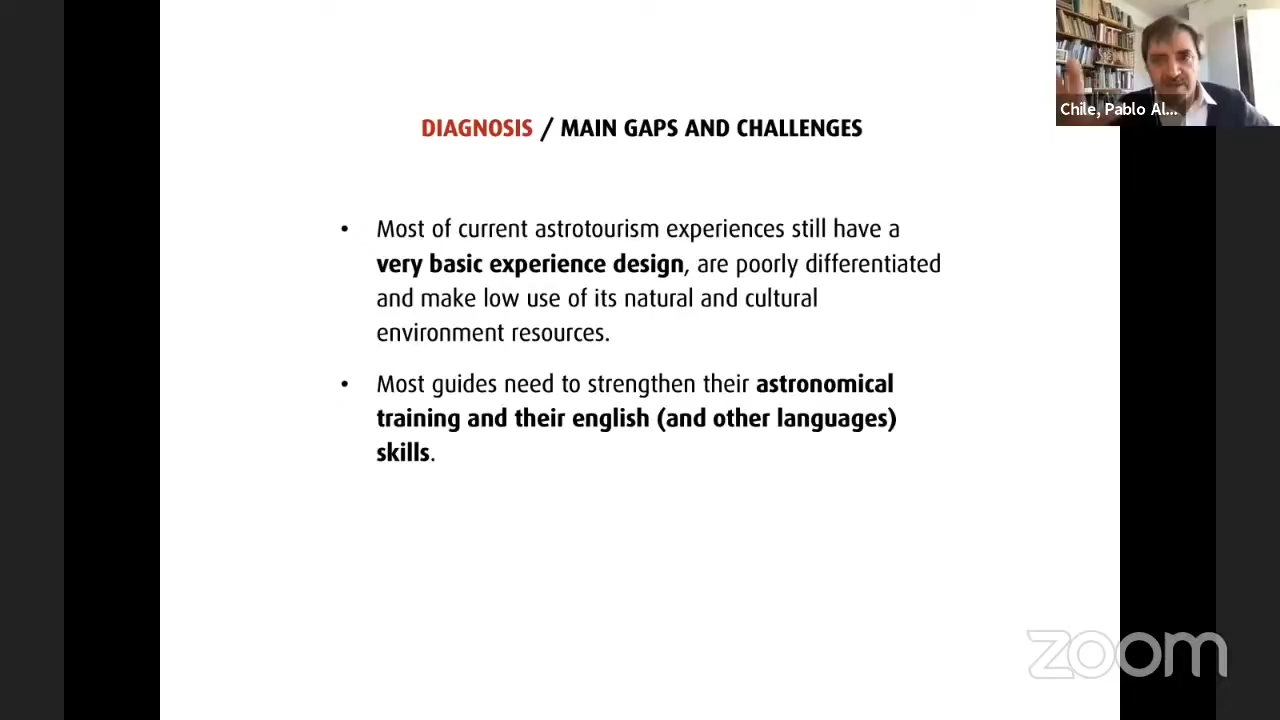 Chile, Pablo Al...
DIAGNOSIS / MAIN GAPS AND CHALLENGES
• Most of current astrotourism experiences still have a
very basic experience design, are poorly differentiated
and make low use of its natural and cultural
environment resources.
• Most guides need to strengthen their astronomical
training and their english (and other languages)
skills.
zoom